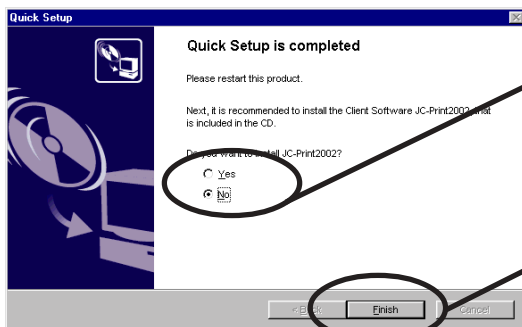 Quick Setup
Quick Setup is completed
Please restart this product.
Next, it is recommended to install the Client Software JC-Print2002, that
is included in the CD.
Do you want to install JC-Print2002?
Yes
No
< Back
Finish
Cancel